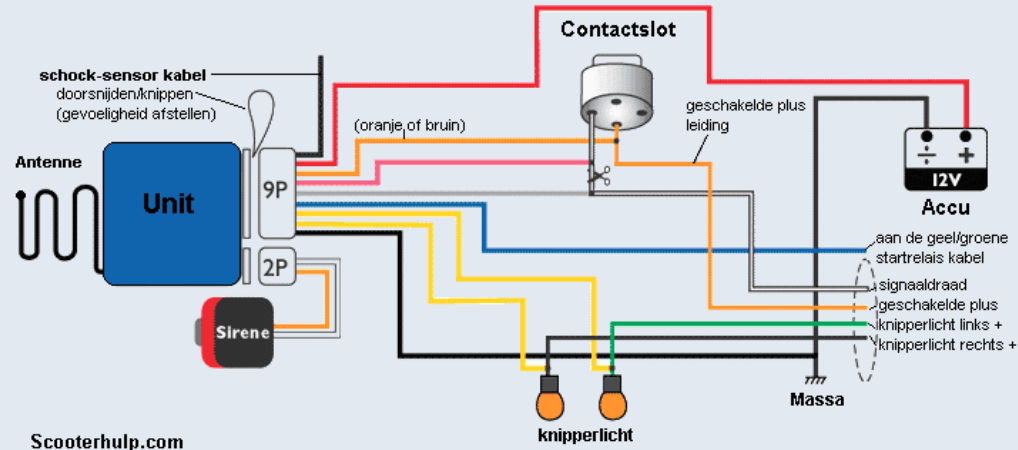 Contactslot
schock-sensor kabel
doorsnijden/knippen
(gevoeligheid afstellen)
(oranje of bruin)
geschakelde plus
leiding
Antenne
Unit
9P
2P
÷ +
12V
Accu
aan de geel/groene
startrelais kabel
signaaldraad
geschakelde plus
knipperlicht links +
knipperlicht rechts +
Sirene
Massa
knipperlicht
Scooterhulp.com